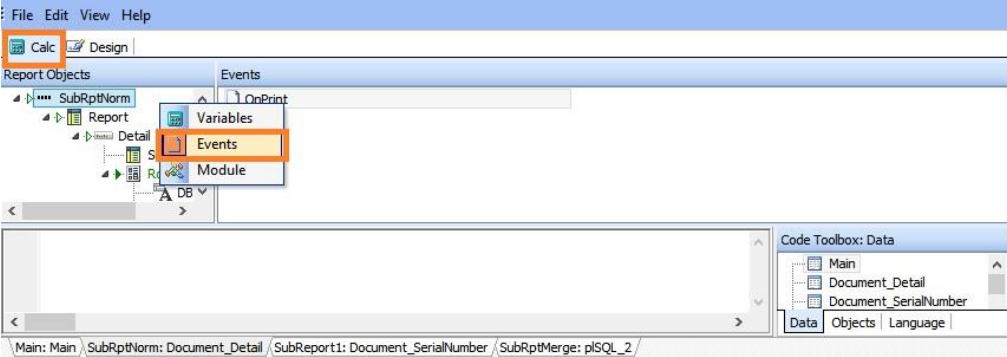 File Edit View Help
Calc Design
Report Objects
Events
SubRptNorm
OnPrint
Report
Variables
Detail
Events
S
Module
DB
Code Toolbox: Data
Main
Document_Detail
Document_SerialNumber
Data Objects Language
Main: Main SubRptNorm: Document_Detail SubReport1: Document_SerialNumber SubRptMerge: plSQL_2